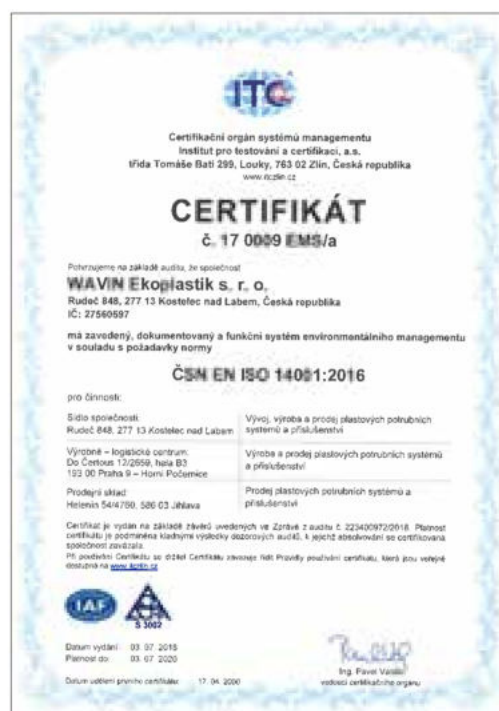 ITC
Certifikační orgán systémů managementu
Institut pro testování a certifikaci, a.s.
třída Tomáše Bati 299, Louky, 763 02 Zlín, Česká republika
www.itczlin.cz
CERTIFIKÁT
č. 17 0009 EMS/a
Potvrzujeme na základě auditu, že společnost
WAVIN Ekoplastik s. r. o.
Rudeč 848, 277 13 Kostelec nad Labem, Česká republika
IČ: 27560597
má zavedený, dokumentovaný a funkční systém environmentálního managementu
v souladu s požadavky normy
ČSN EN ISO 14001:2016
pro činnosti:
Sídlo společnosti: Vývoj, výroba a prodej plastových potrubních
Rudeč 848, 277 13 Kostelec nad Labem systémů a příslušenství
Výrobně – logistické centrum: Výroba a prodej plastových potrubních systémů
Do Čertous 12/2659, hala B3 a příslušenství
193 00 Praha 9 – Horní Počernice
Prodejní sklad: Prodej plastových potrubních systémů a
Helenín 54/4760, 586 03 Jihlava příslušenství
Certifikát je vydán na základě závěrů uvedených ve Zprávě z auditu č. 223400972/2018. Platnost
certifikátu je podmíněna kladnými výsledky dozorových auditů, k jejichž absolvování se certifikovaná
společnost zavázala.
Při používání Certifikátu se držitel Certifikátu zavazuje řídit Pravidly používání certifikátu, která jsou veřejně
dostupná na www.itczlin.cz
IAF
S 3002
Datum vydání: 03. 07. 2018
Platnost do: 03. 07. 2020
Ing. Pavel
Datum udělení prvního certifikátu: 17. 04. 2000 vedoucí certifikačního orgánu